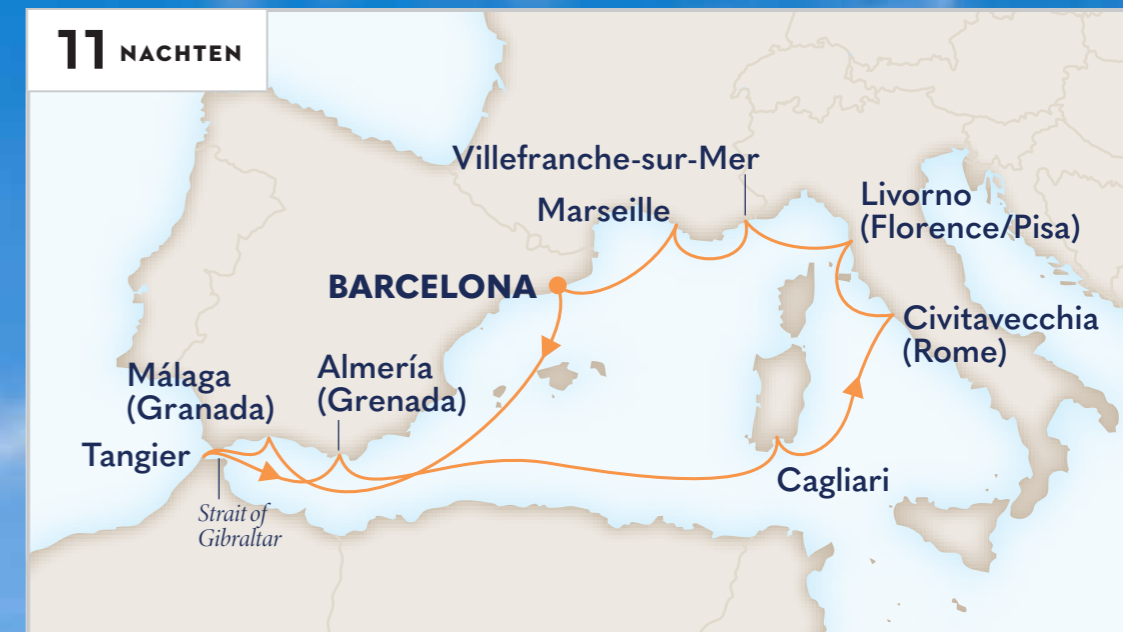 11 NACHTEN
Villefranche-sur-Mer
Marseille
Livorno
(Florence/Pisa)
BARCELONA
Civitavecchia
(Rome)
Málaga
(Granada)
Almería
(Grenada)
Tangier
Cagliari
Strait of
Gibraltar